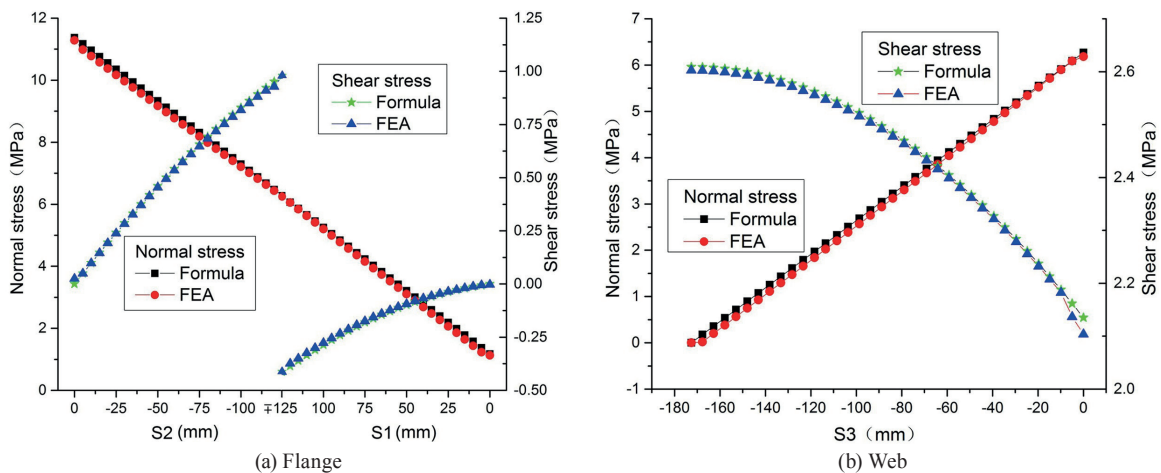 12
10
8
6
4
2
0
Normal stress (MPa)
1.25
1.00
0.75
0.50
0.25
0.00
-0.25
-0.50
Shear stress (MPa)
Shear stress
Formula
FEA
Normal stress
Formula
FEA
0 -25 -50 -75 -100 ∓125 100 75 50 25 0
S2 (mm) S1 (mm)
(a) Flange
7
6
5
4
3
2
1
0
-1
Normal stress (MPa)
2.6
2.4
2.2
2.0
Shear stress (MPa)
Shear stress
Formula
FEA
Normal stress
Formula
FEA
-180 -160 -140 -120 -100 -80 -60 -40 -20 0
S3 (mm)
(b) Web